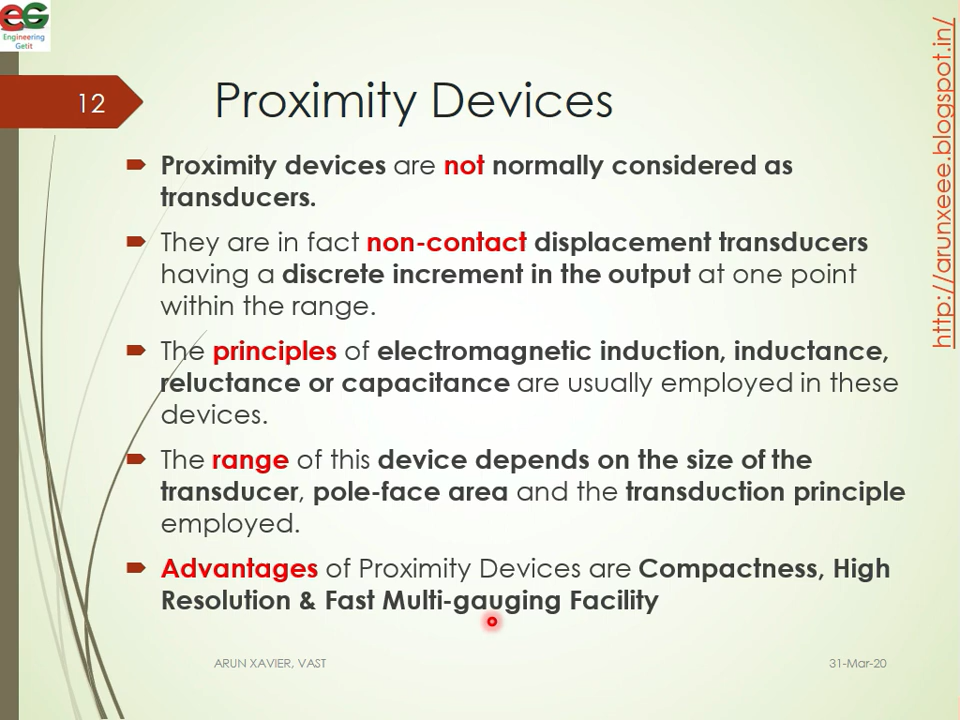 EG
Engineering
Getit
12
Proximity Devices
http://arunxeee.blogspot.in/
Proximity devices are not normally considered as
transducers.
They are in fact non-contact displacement transducers
having a discrete increment in the output at one point
within the range.
The principles of electromagnetic induction, inductance,
reluctance or capacitance are usually employed in these
devices.
The range of this device depends on the size of the
transducer, pole-face area and the transduction principle
employed.
Advantages of Proximity Devices are Compactness, High
Resolution & Fast Multi-gauging Facility
ARUN XAVIER, VAST
31-Mar-20